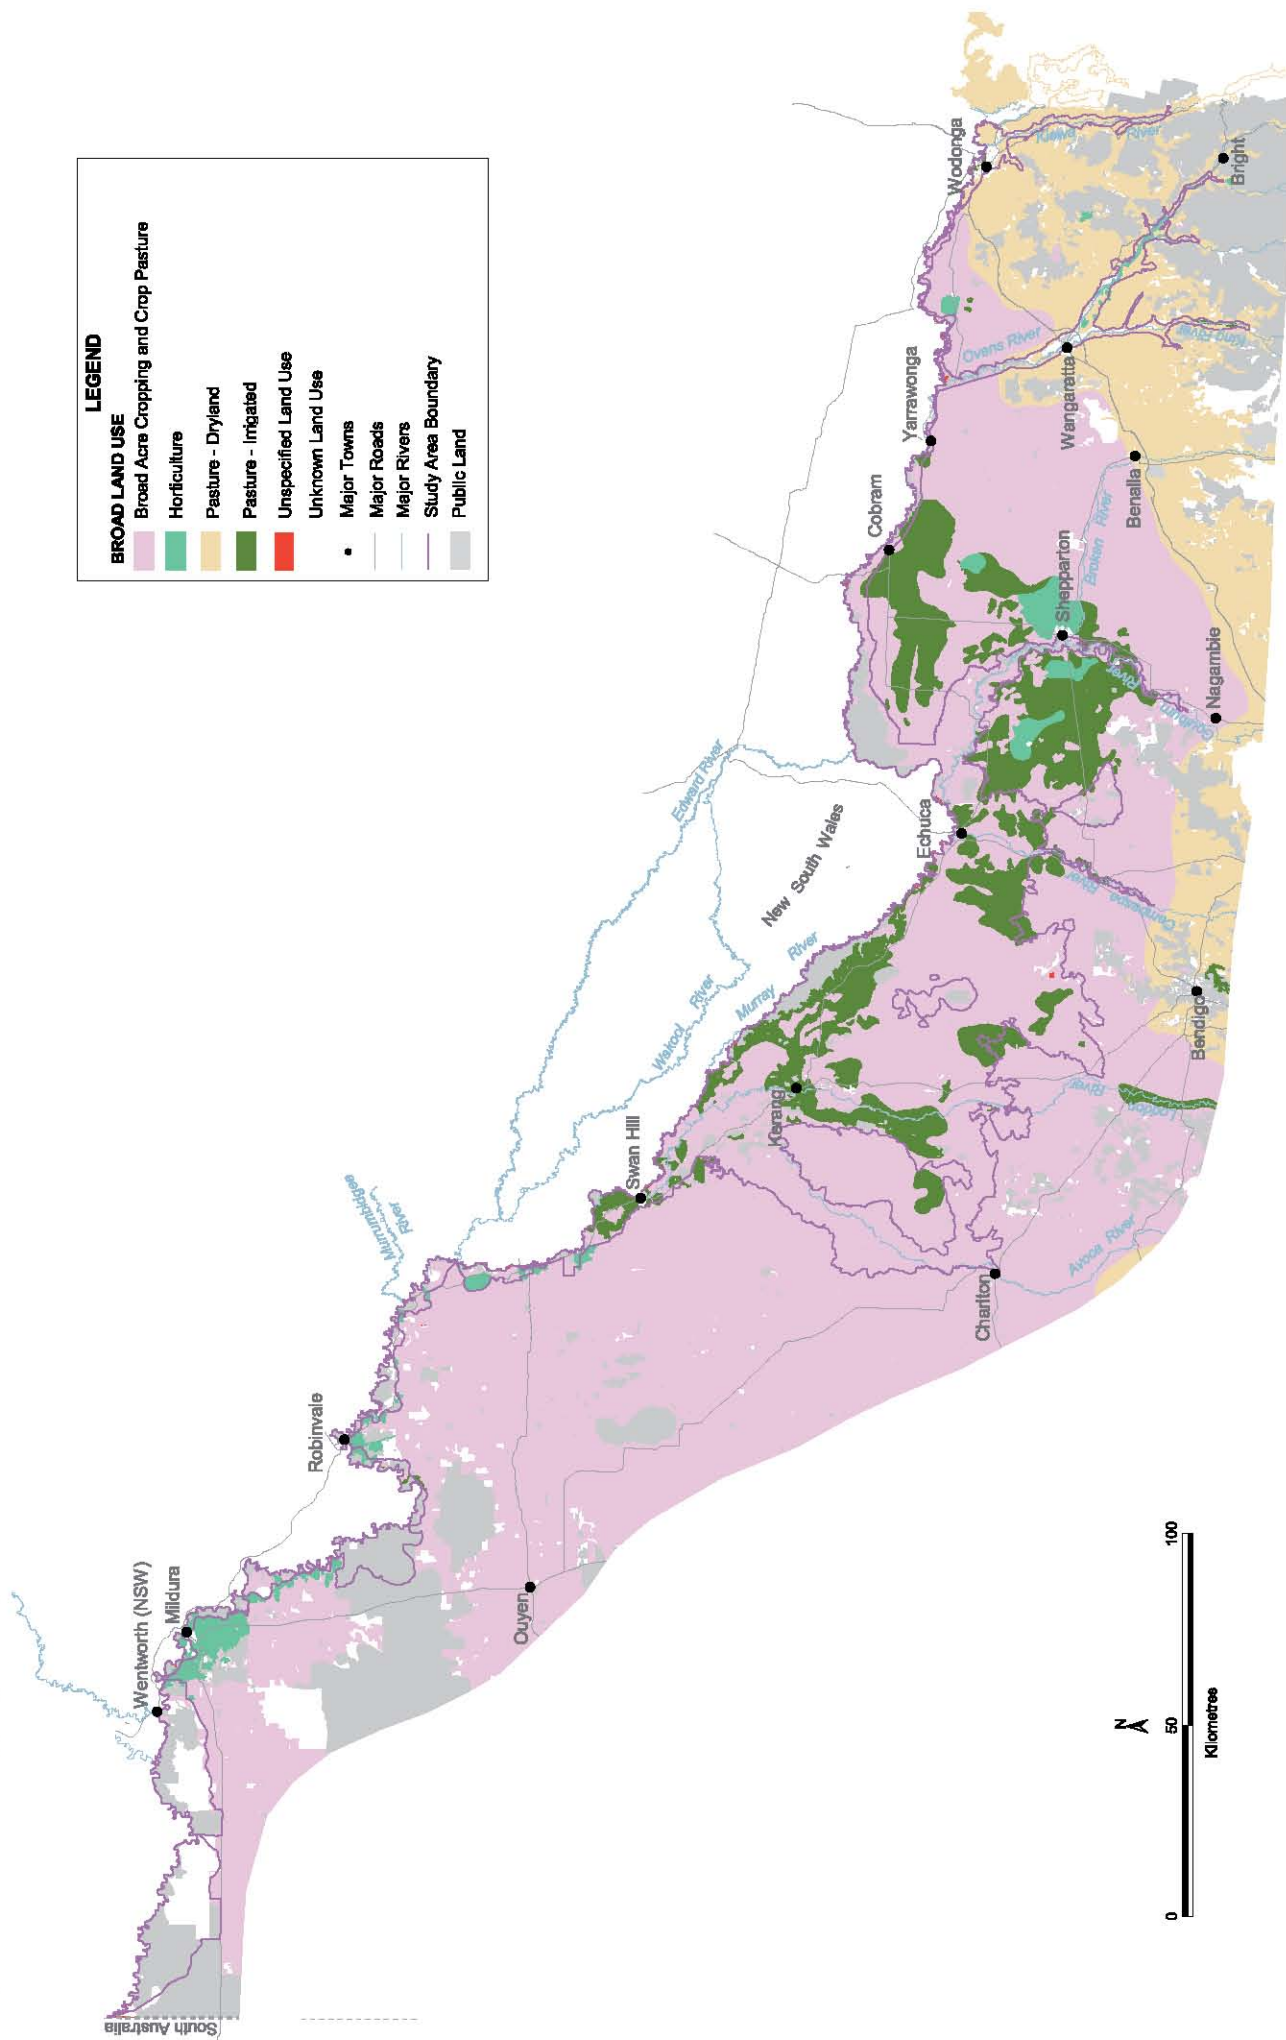 LEGEND
BROAD LAND USE
Broad Acre Cropping and Crop Pasture
Horticulture
Pasture - Dryland
Pasture - Irrigated
Unspecified Land Use
Unknown Land Use
Major Towns
Major Roads
Major Rivers
Study Area Boundary
Public Land
South Australia
Wentworth (NSW)
Mildura
Robinvale
Ouyen
Murrumbidgee
River
Swan Hill
Wakool River
Edward River
Murray River
New South Wales
Kerang
Charlton
Avoca River
Loddon
River
Bendigo
Campaspe
River
Echuca
Goulburn
River
Nagambie
Shepparton
Broken River
Cobram
Yarrawonga
Benalla
Ovens River
Wangaratta
King River
Wodonga
Kiewa River
Bright
N
0 50 100
Kilometres